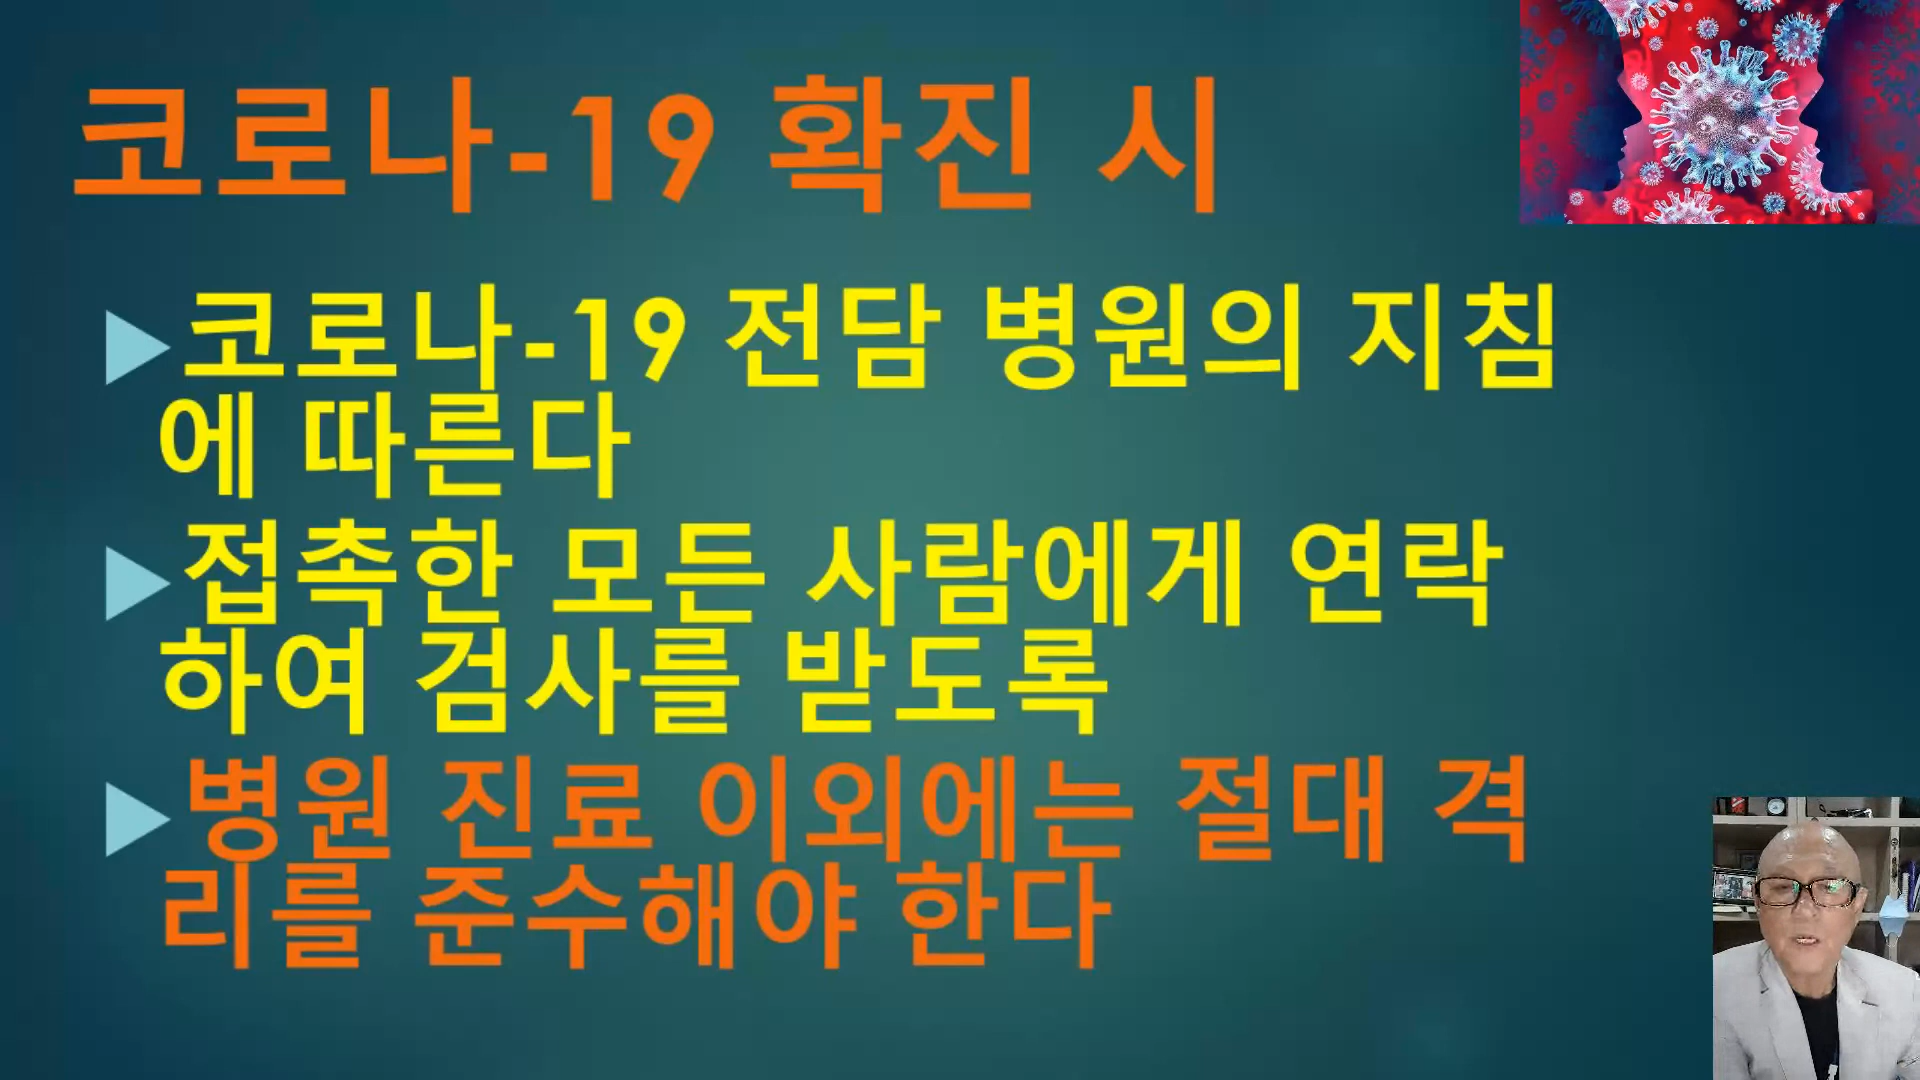 코로나-19 확진 시
코로나-19 전담 병원의 지침
에 따른다
접촉한 모든 사람에게 연락
하여 검사를 받도록
병원 진료 이외에는 절대 격
리를 준수해야 한다